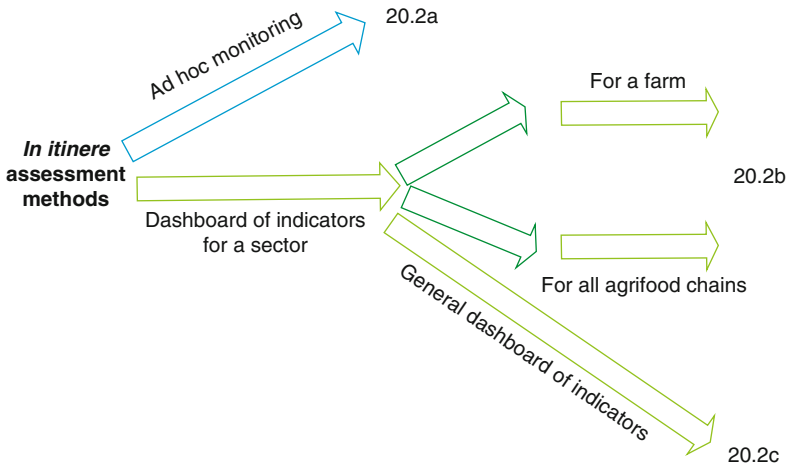 20.2a
Ad hoc monitoring
In itinere
assessment
methods
Dashboard of indicators
for a sector
For a farm
20.2b
For all agrifood chains
General dashboard of indicators
20.2c